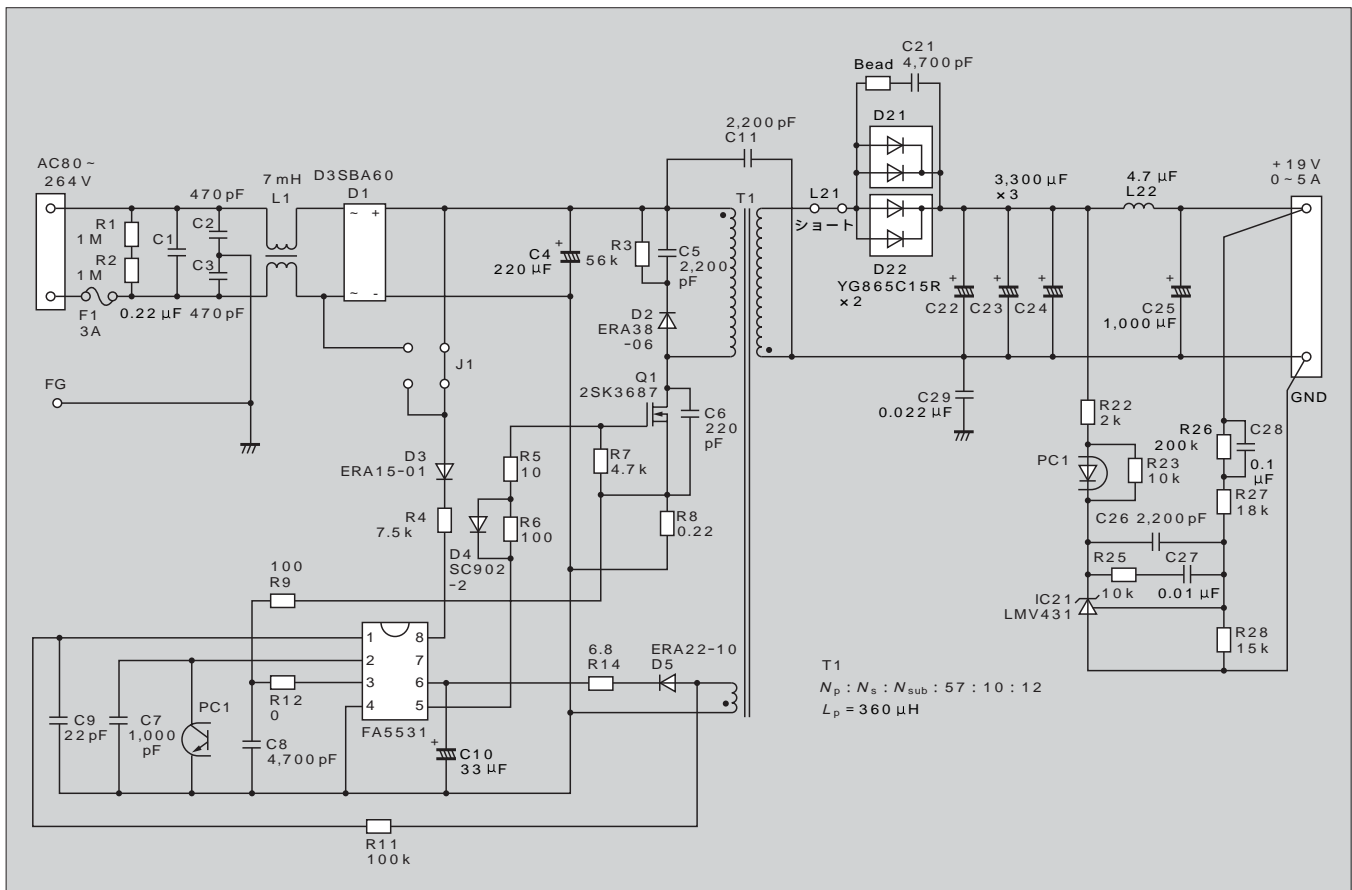 C21
4,700pF
Bead
D21
2,200pF
C11
AC80~
264V
470pF
7mH
L1
D3SBA60
D1
T1
L21
ショート
3,300µF
×3
4.7µF
L22
+19V
0~5A
R1
1M
R2
1M
C1
C2
C3
~ +
~ -
C4
+
220µF
R3
56k
C5
2,200
pF
D22
YG865C15R
×2
F1
3A
0.22µF
470pF
D2
ERA38
-06
+
C22
+
C23
+
C24
+
C25
1,000µF
J1
FG
Q1
2SK3687
C6
220
pF
C29
0.022µF
GND
R22
2k
R26
200k
C28
0.1
µF
PC1
R23
10k
R27
18k
D3
ERA15-01
R5
10
R7
4.7k
R4
7.5k
R6
100
R8
0.22
C26 2,200pF
D4
SC902
-2
R25
10k
C27
0.01µF
100
R9
IC21
LMV431
R28
15k
1 8
2 7
3 6
4 5
FA5531
6.8
R14
ERA22-10
D5
T1
Np : Ns : Nsub : 57 : 10 : 12
Lp = 360µH
R12
0
PC1
C9
22pF
C7
1,000
pF
C8
4,700pF
+
C10
33µF
R11
100k